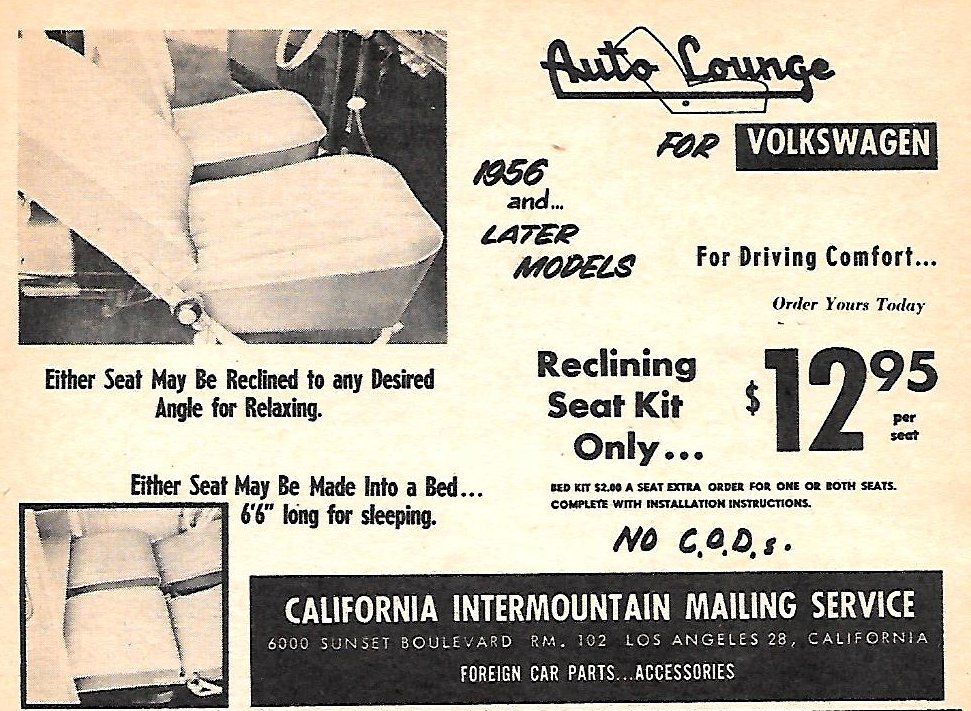 Auto Lounge
FOR VOLKSWAGEN
1956
and...
LATER
MODELS
For Driving Comfort...
Order Yours Today
Either Seat May Be Reclined to any Desired
Angle for Relaxing.
Reclining
Seat Kit
Only...
$12.95
per
seat
Either Seat May Be Made Into a Bed...
6'6" long for sleeping.
BED KIT $2.00 A SEAT EXTRA ORDER FOR ONE OR BOTH SEATS.
COMPLETE WITH INSTALLATION INSTRUCTIONS.
NO C.O.D.s.
CALIFORNIA INTERMOUNTAIN MAILING SERVICE
6000 SUNSET BOULEVARD RM. 102 LOS ANGELES 28, CALIFORNIA
FOREIGN CAR PARTS...ACCESSORIES